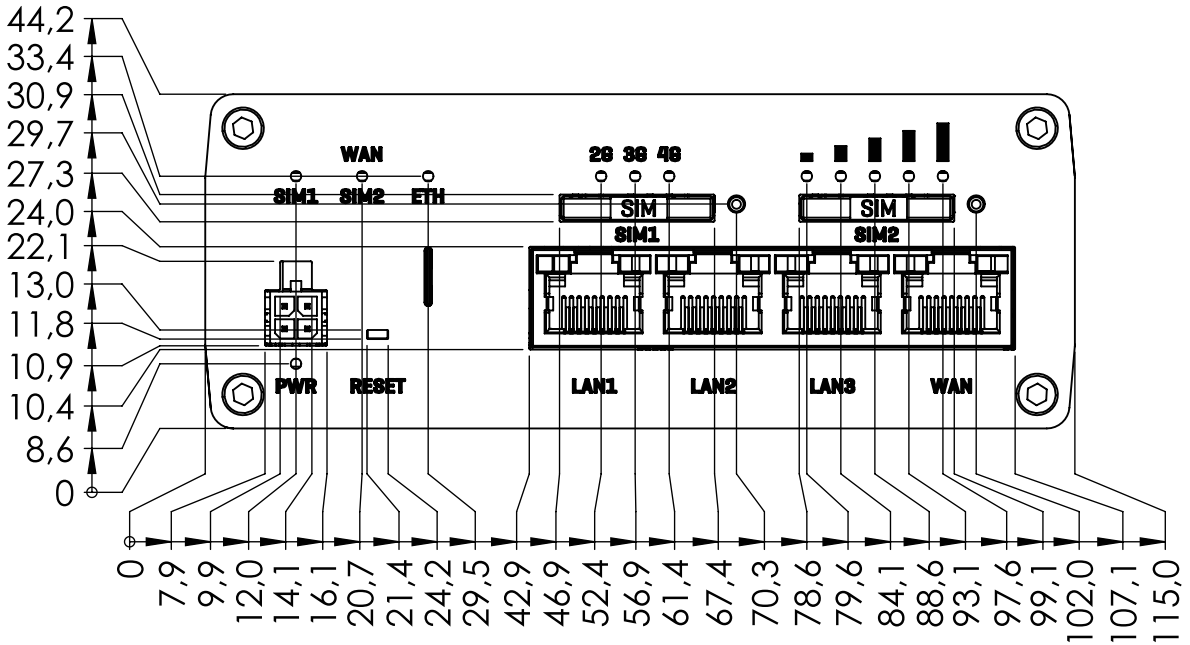 44,2
33,4
30,9
29,7
27,3
24,0
22,1
13,0
11,8
10,9
10,4
8,6
0
WAN
2G 3G 4G
SIM1 SIM2 ETH
SIM SIM
SIM1 SIM2
PWR RESET LAN1 LAN2 LAN3 WAN
0 7,9 9,9 12,0 14,1 16,1 20,7 21,4 24,2 29,5 42,9 46,9 52,4 56,9 61,4 67,4 70,3 78,6 79,6 84,1 88,6 93,1 97,6 99,1 102,0 107,1 115,0